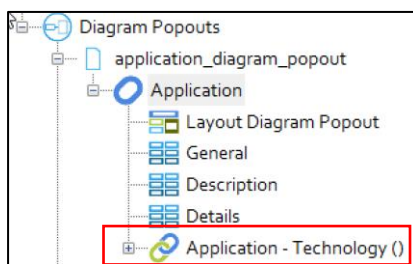 Diagram Popouts
application_diagram_popout
Application
Layout Diagram Popout
General
Description
Details
Application - Technology ()